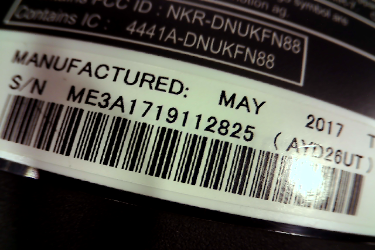 FCC ID : NKR-DNUKFN88
Contains IC : 4441A-DNUKFN88
MANUFACTURED: MAY 2017
S/N ME3A1719112825 ( AYD26UT)